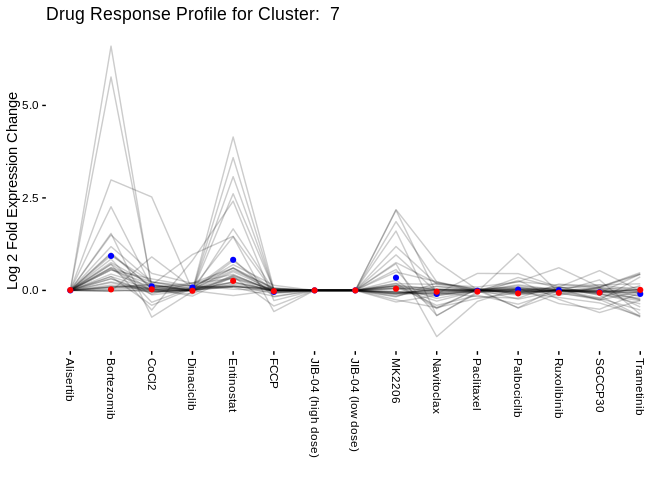 Drug Response Profile for Cluster:  7
Log 2 Fold Expression Change
5.0
2.5
0.0
Alisertib
Bortezomib
CoCl2
Dinaciclib
Entinostat
FCCP
JIB-04 (high dose)
JIB-04 (low dose)
MK2206
Navitoclax
Paclitaxel
Palbociclib
Ruxolibinib
SGCCP30
Trametinib